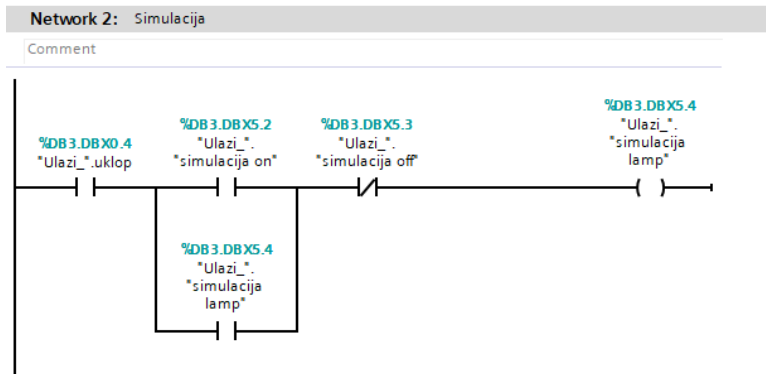 Network 2: Simulacija
Comment
%DB3.DBX0.4
"Ulazi_".uklop
%DB3.DBX5.2
"Ulazi_".
"simulacija on"
%DB3.DBX5.3
"Ulazi_".
"simulacija off"
%DB3.DBX5.4
"Ulazi_".
"simulacija
lamp"
%DB3.DBX5.4
"Ulazi_".
"simulacija
lamp"